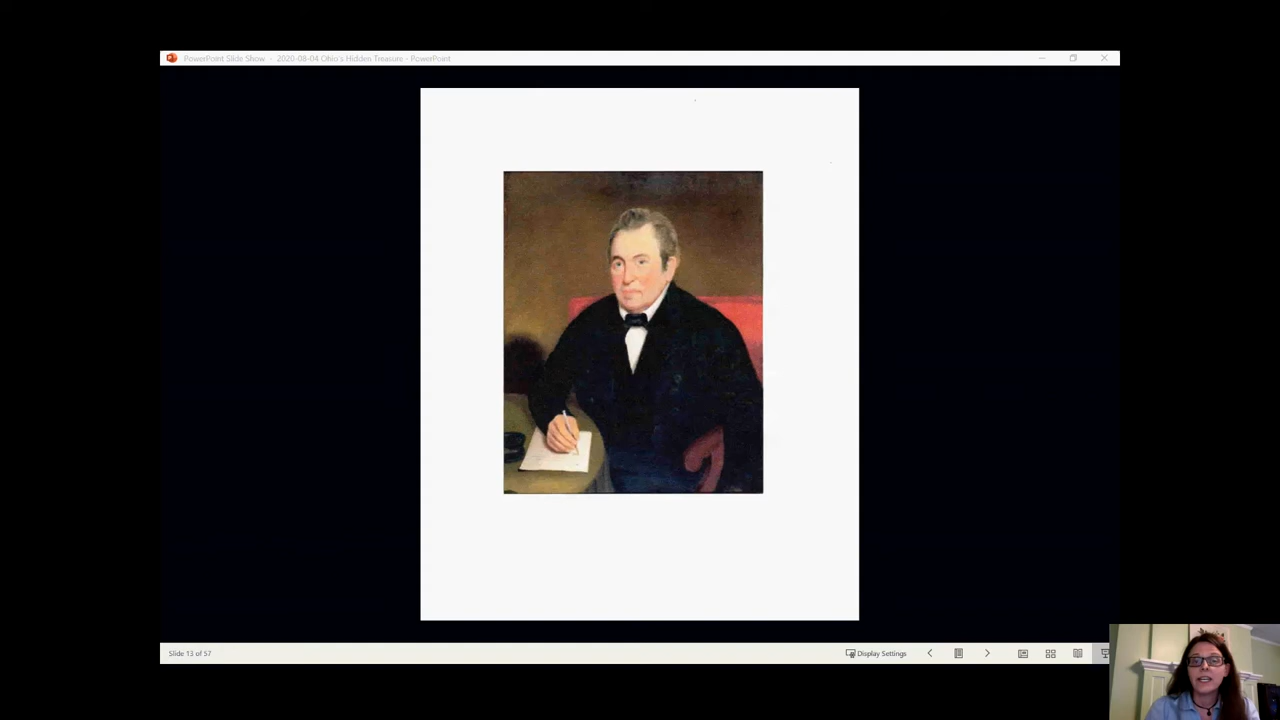 PowerPoint Slide Show - 2020-08-04 Ohio's Hidden Treasure - PowerPoint
Slide 13 of 57
Display Settings